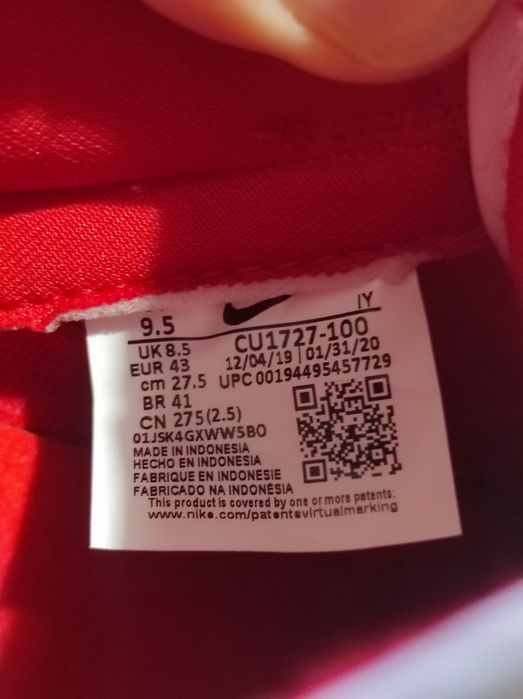 9.5
IY
CU1727-100
UK 8.5
12/04/19 | 01/31/20
EUR 43
UPC 00194495457729
cm 27.5
BR 41
CN 275(2.5)
01JSK4GXWW5B0
MADE IN INDONESIA
HECHO EN INDONESIA
FABRIQUE EN INDONESIE
FABRICADO NA INDONÉSIA
This product is covered by one or more patents:
www.nike.com/patentsvirtualmarking